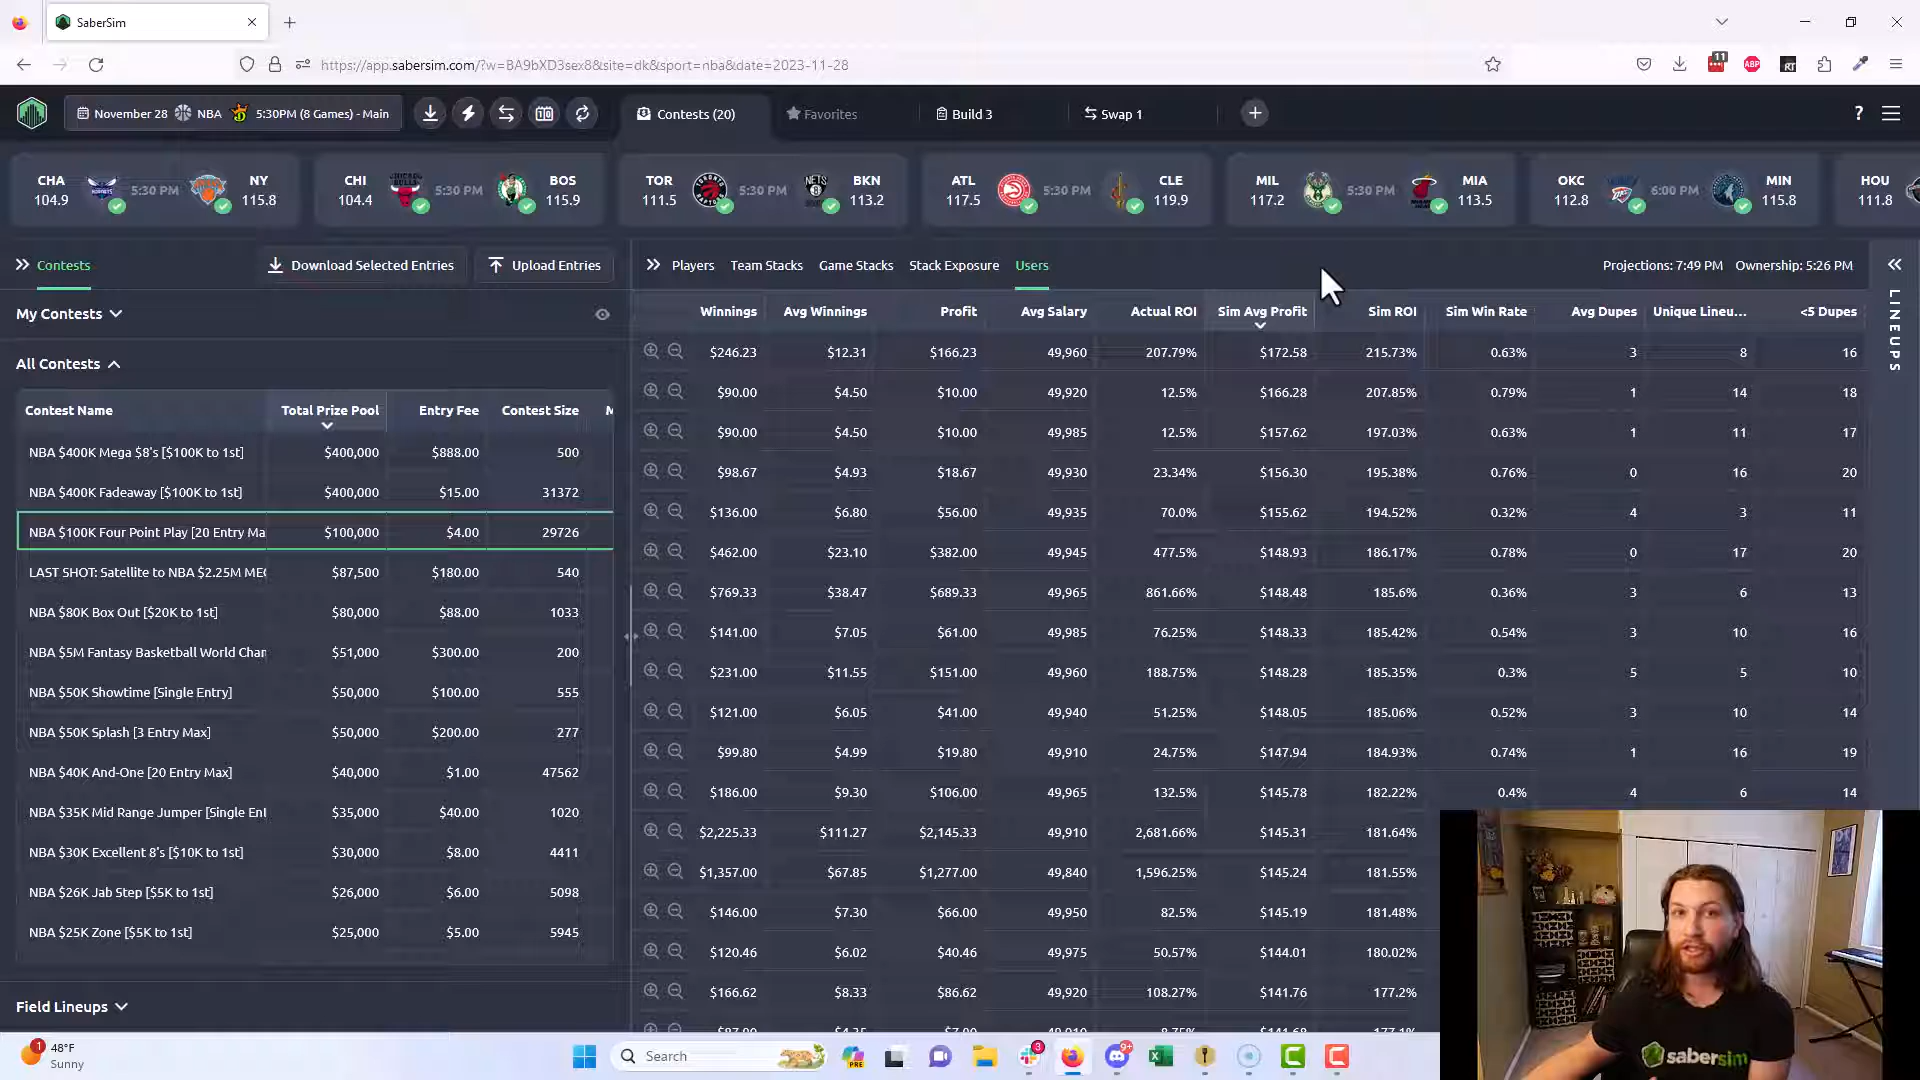 SaberSim
https://app.sabersim.com/?w=BA9bXD3sex8&site=dk&sport=nba&date=2023-11-28
11
ABP
RT
November 28 NBA 5:30PM (8 Games) - Main
10
Contests (20)
Favorites
Build 3
Swap 1
?
CHA 104.9 5:30 PM NY 115.8
CHI 104.4 5:30 PM BOS 115.9
TOR 111.5 5:30 PM BKN 113.2
ATL 117.5 5:30 PM CLE 119.9
MIL 117.2 5:30 PM MIA 113.5
OKC 112.8 6:00 PM MIN 115.8
HOU 111.8
Contests
Download Selected Entries
Upload Entries
My Contests
All Contests
Contest Name Total Prize Pool Entry Fee Contest Size
NBA $400K Mega $8's [$100K to 1st] $400,000 $888.00 500
NBA $400K Fadeaway [$100K to 1st] $400,000 $15.00 31372
NBA $100K Four Point Play [20 Entry Ma $100,000 $4.00 29726
LAST SHOT: Satellite to NBA $2.25M MEG $87,500 $180.00 540
NBA $80K Box Out [$20K to 1st] $80,000 $88.00 1033
NBA $5M Fantasy Basketball World Chan $51,000 $300.00 200
NBA $50K Showtime [Single Entry] $50,000 $100.00 555
NBA $50K Splash [3 Entry Max] $50,000 $200.00 277
NBA $40K And-One [20 Entry Max] $40,000 $1.00 47562
NBA $35K Mid Range Jumper [Single Ent $35,000 $40.00 1020
NBA $30K Excellent 8's [$10K to 1st] $30,000 $8.00 4411
NBA $26K Jab Step [$5K to 1st] $26,000 $6.00 5098
NBA $25K Zone [$5K to 1st] $25,000 $5.00 5945
Field Lineups
Players Team Stacks Game Stacks Stack Exposure Users
Projections: 7:49 PM Ownership: 5:26 PM
LINEUPS
Winnings Avg Winnings Profit Avg Salary Actual ROI Sim Avg Profit Sim ROI Sim Win Rate Avg Dupes Unique Lineu... <5 Dupes
$246.23 $12.31 $166.23 49,960 207.79% $172.58 215.73% 0.63% 3 8 16
$90.00 $4.50 $10.00 49,920 12.5% $166.28 207.85% 0.79% 1 14 18
$90.00 $4.50 $10.00 49,985 12.5% $157.62 197.03% 0.63% 1 11 17
$98.67 $4.93 $18.67 49,930 23.34% $156.30 195.38% 0.76% 0 16 20
$136.00 $6.80 $56.00 49,935 70.0% $155.62 194.52% 0.32% 4 3 11
$462.00 $23.10 $382.00 49,945 477.5% $148.93 186.17% 0.78% 0 17 20
$769.33 $38.47 $689.33 49,965 861.66% $148.48 185.6% 0.36% 3 6 13
$141.00 $7.05 $61.00 49,985 76.25% $148.33 185.42% 0.54% 3 10 16
$231.00 $11.55 $151.00 49,960 188.75% $148.28 185.35% 0.3% 5 5 10
$121.00 $6.05 $41.00 49,940 51.25% $148.05 185.06% 0.52% 3 10 14
$99.80 $4.99 $19.80 49,910 24.75% $147.94 184.93% 0.74% 1 16 19
$186.00 $9.30 $106.00 49,965 132.5% $145.78 182.22% 0.4% 4 6 14
$2,225.33 $111.27 $2,145.33 49,910 2,681.66% $145.31 181.64%
$1,357.00 $67.85 $1,277.00 49,840 1,596.25% $145.24 181.55%
$146.00 $7.30 $66.00 49,950 82.5% $145.19 181.48%
$120.46 $6.02 $40.46 49,975 50.57% $144.01 180.02%
$166.62 $8.33 $86.62 49,920 108.27% $141.76 177.2%
sabersim
1
48°F
Sunny
Search
PRE
3
9+